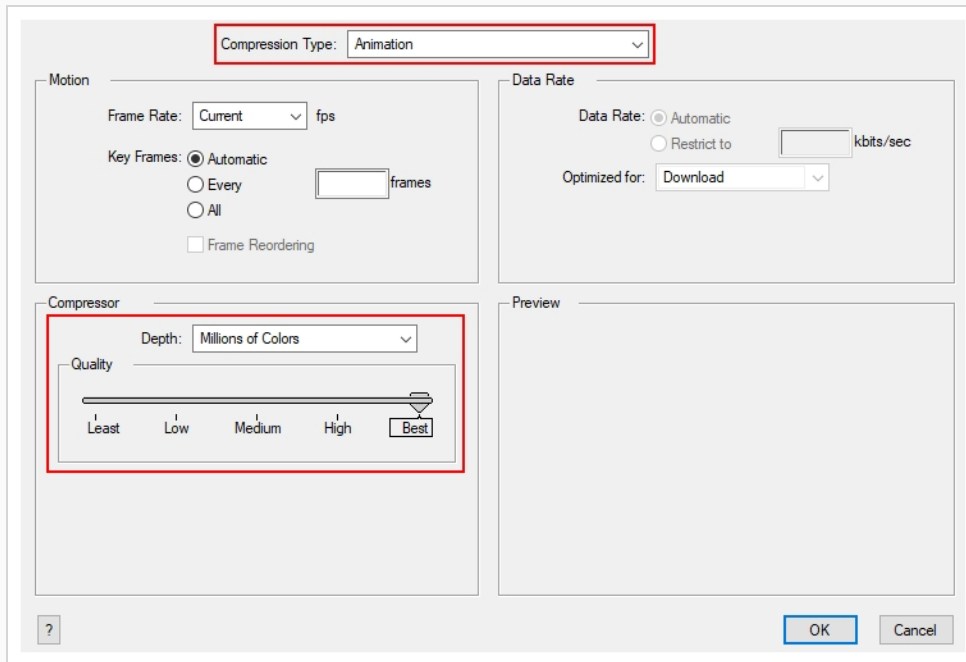 Compression Type: Animation
Motion
Frame Rate: Current fps
Key Frames: Automatic
Every frames
All
Frame Reordering
Data Rate
Data Rate: Automatic
Restrict to kbits/sec
Optimized for: Download
Compressor
Depth: Millions of Colors
Quality
Least Low Medium High Best
Preview
? OK Cancel